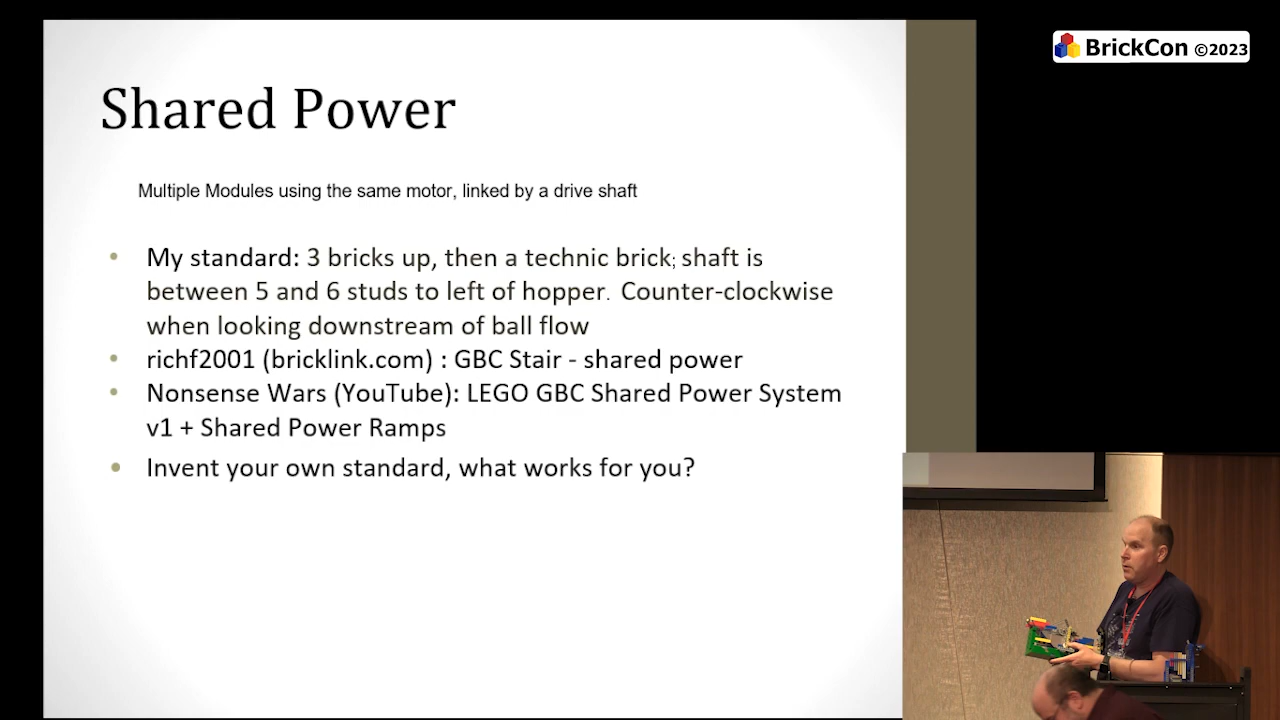 BrickCon ©2023
Shared Power
Multiple Modules using the same motor, linked by a drive shaft
• My standard: 3 bricks up, then a technic brick; shaft is
between 5 and 6 studs to left of hopper. Counter-clockwise
when looking downstream of ball flow
• richf2001 (bricklink.com) : GBC Stair - shared power
• Nonsense Wars (YouTube): LEGO GBC Shared Power System
v1 + Shared Power Ramps
• Invent your own standard, what works for you?